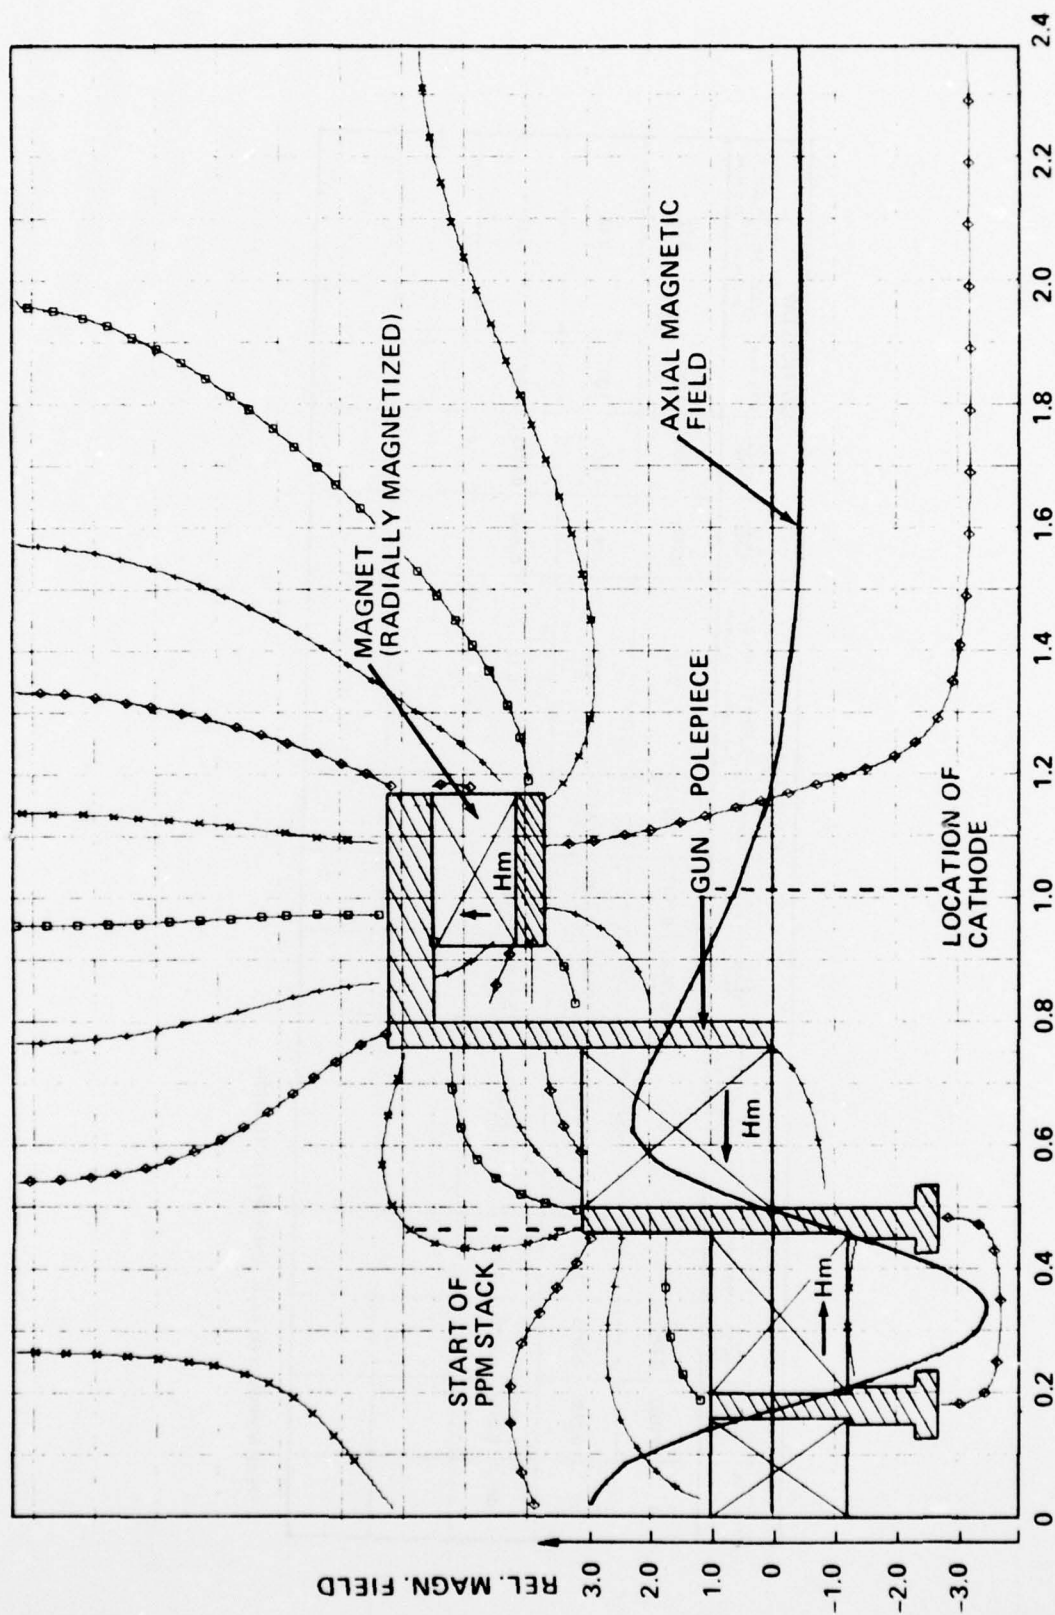 REL. MAGN. FIELD
3.0
2.0
1.0
0
-1.0
-2.0
-3.0
0
0.2
0.4
0.6
0.8
1.0
1.2
1.4
1.6
1.8
2.0
2.2
2.4
START OF
PPM STACK
MAGNET
(RADIALLY MAGNETIZED)
Hm
Hm
Hm
GUN POLEPIECE
LOCATION OF
CATHODE
AXIAL MAGNETIC
FIELD